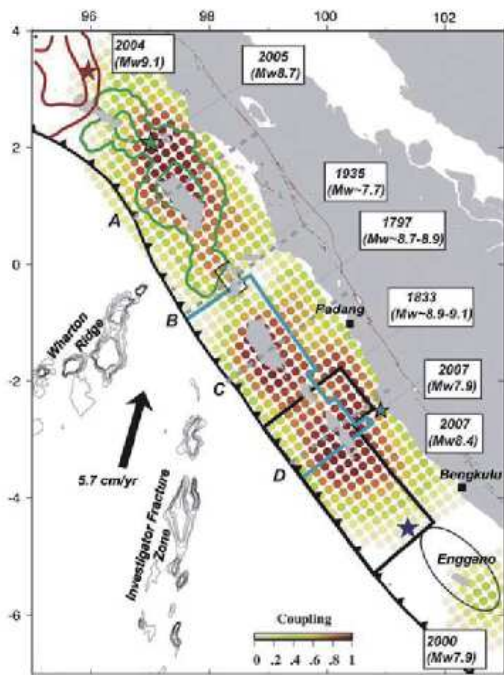 96 98 100 102
4
2
0
-2
-4
-6
2004
(Mw9.1)
2005
(Mw8.7)
1935
(Mw~7.7)
1797
(Mw~8.7-8.9)
1833
(Mw~8.9-9.1)
2007
(Mw7.9)
2007
(Mw8.4)
2000
(Mw7.9)
A
B
C
D
Padang
Bengkulu
Enggano
Wharton
Ridge
5.7 cm/yr
Investigator Fracture
Zone
Coupling
0 .2 .4 .6 .8 1